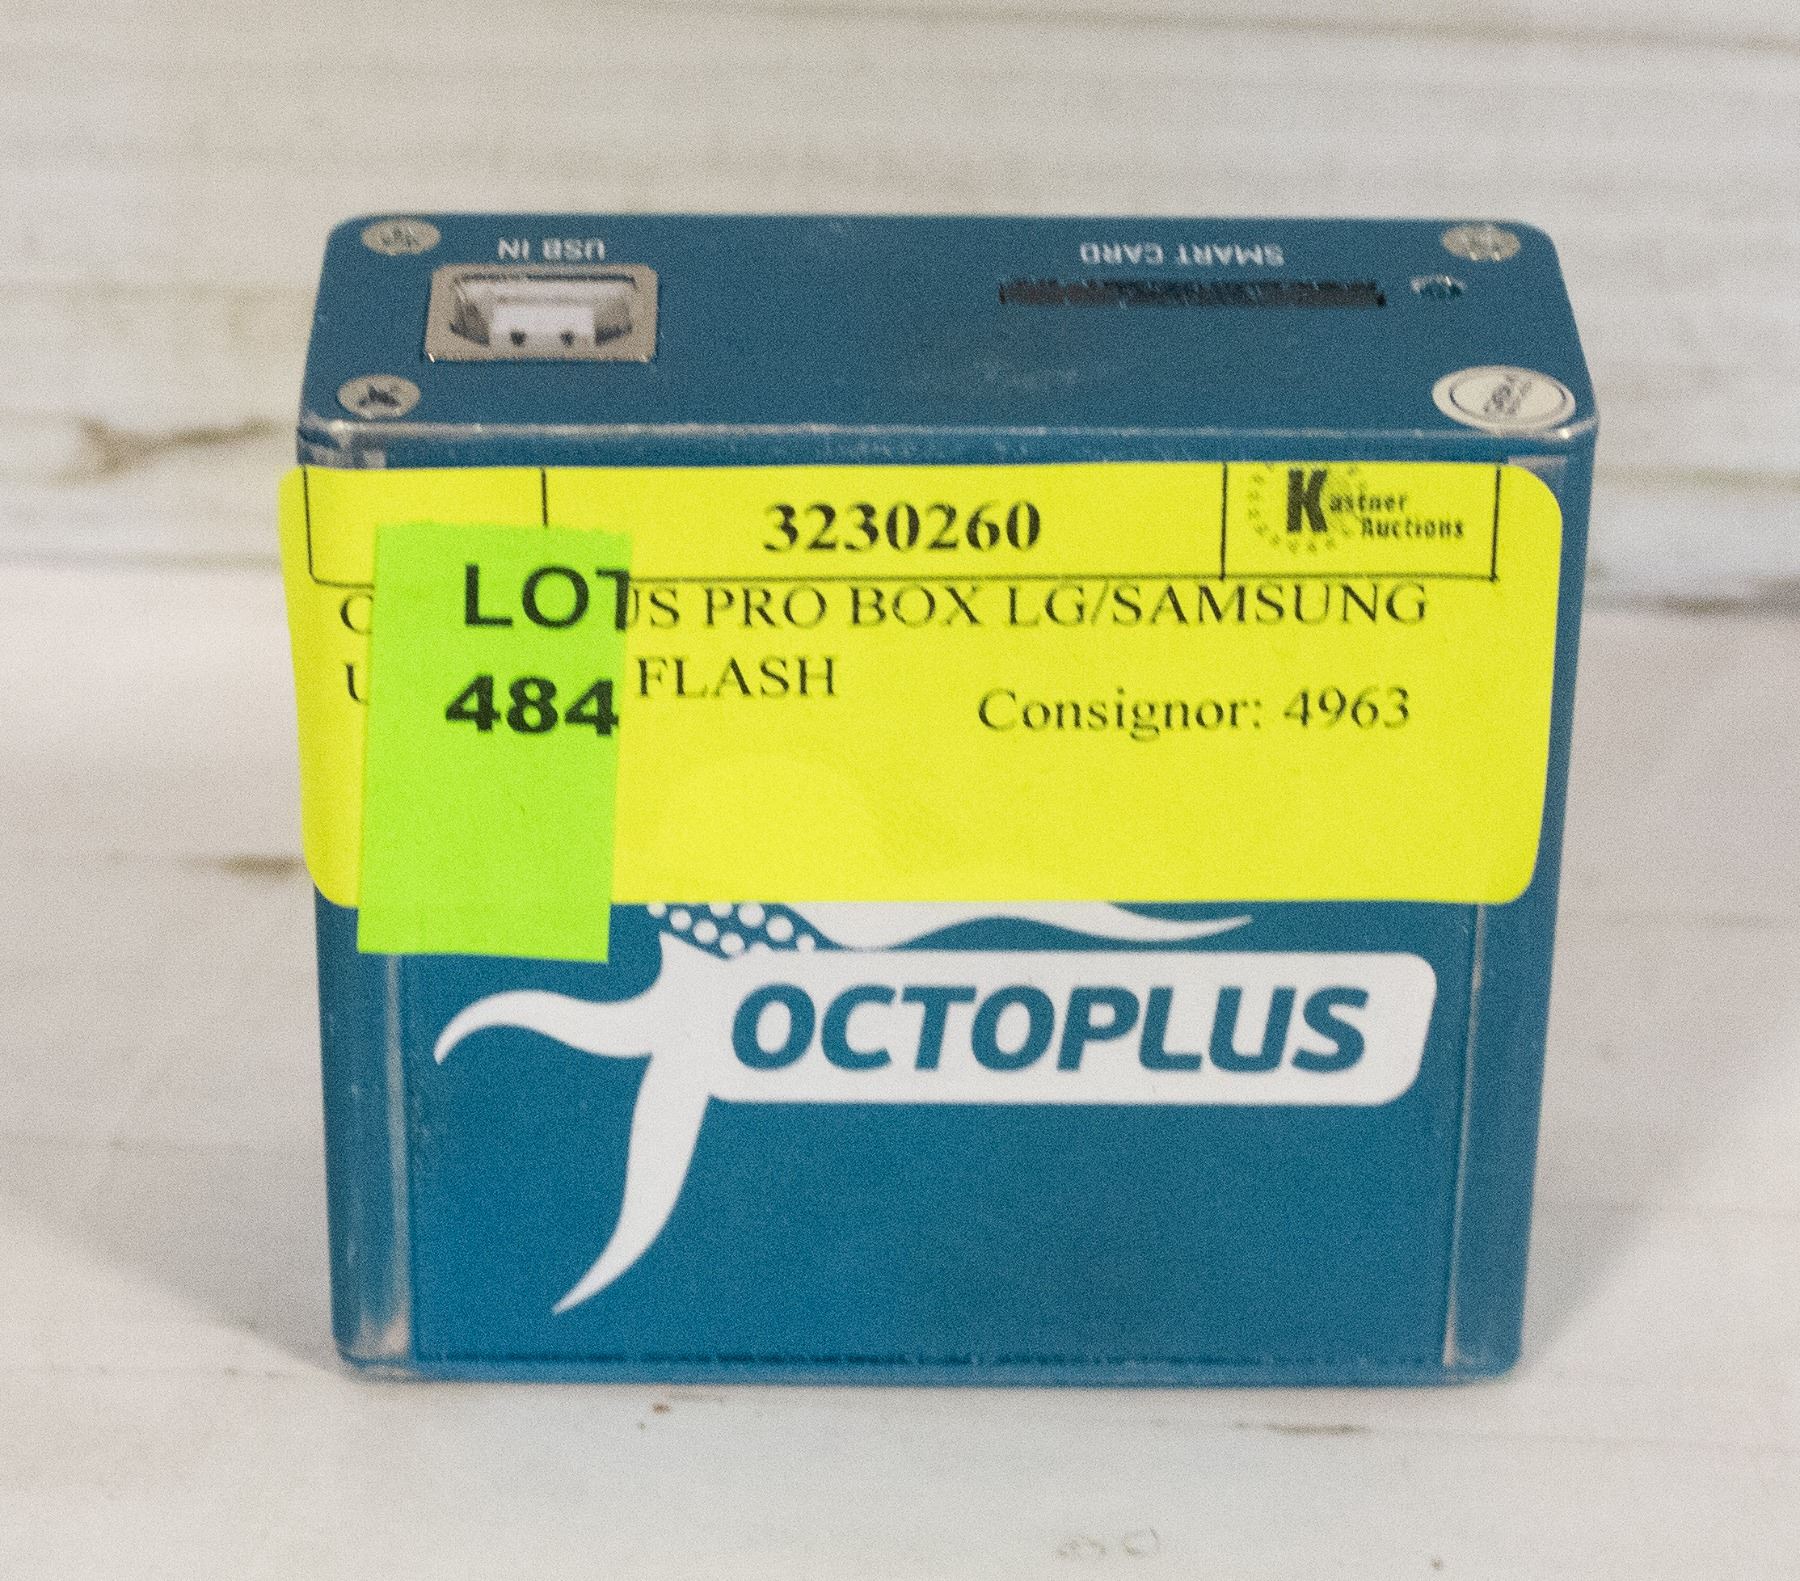 USB IN
SMART CARD
3230260
Kastner
Auctions
LOT
US PRO BOX LG/SAMSUNG
484
FLASH
Consignor: 4963
OCTOPLUS